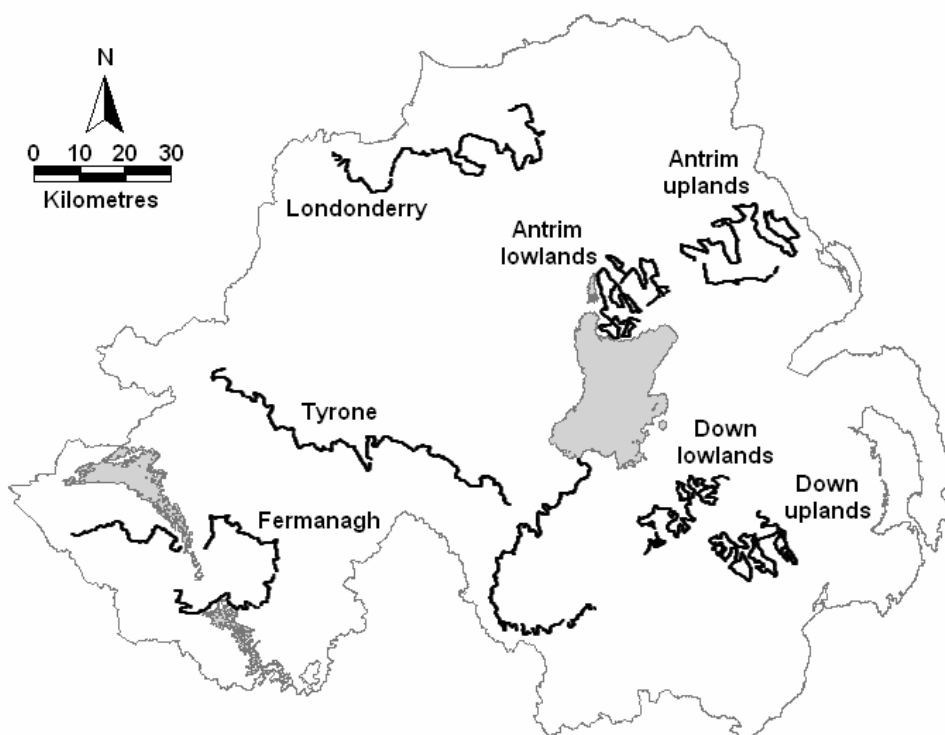 N
0 10 20 30
Kilometres
Londonderry
Antrim
uplands
Antrim
lowlands
Tyrone
Down
lowlands
Down
uplands
Fermanagh